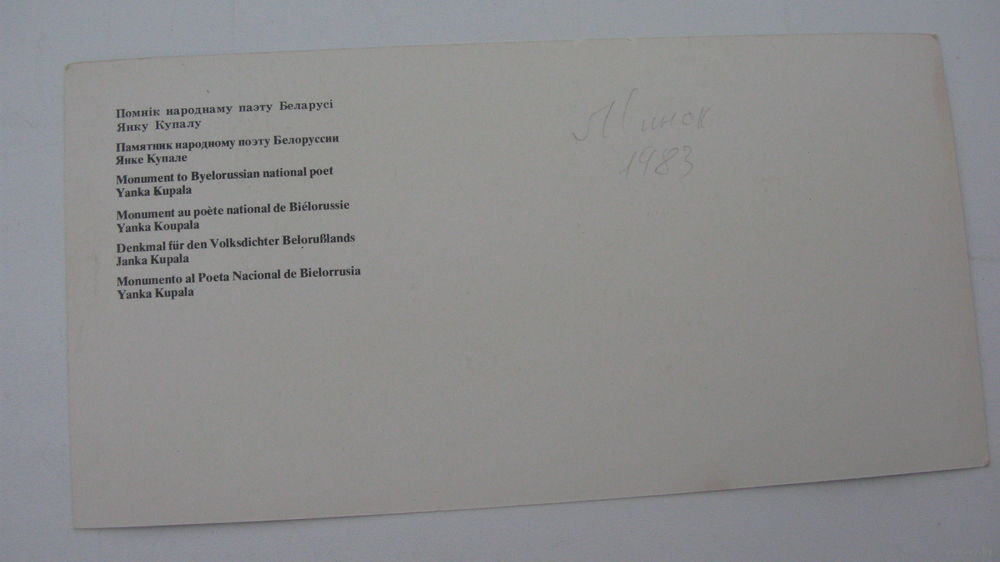 Помнік народнаму паэту Беларусі
Янку Купалу
Памятник народному поэту Белоруссии
Янке Купале
Monument to Byelorussian national poet
Yanka Kupala
Monument au poète national de Biélorussie
Yanka Koupala
Denkmal für den Volksdichter Belorußlands
Janka Kupala
Monumento al Poeta Nacional de Bielorrusia
Yanka Kupala
Минск
1983